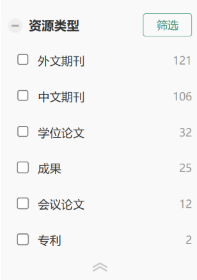 资源类型 筛选
外文期刊 121
中文期刊 106
学位论文 32
成果 25
会议论文 12
专利 2